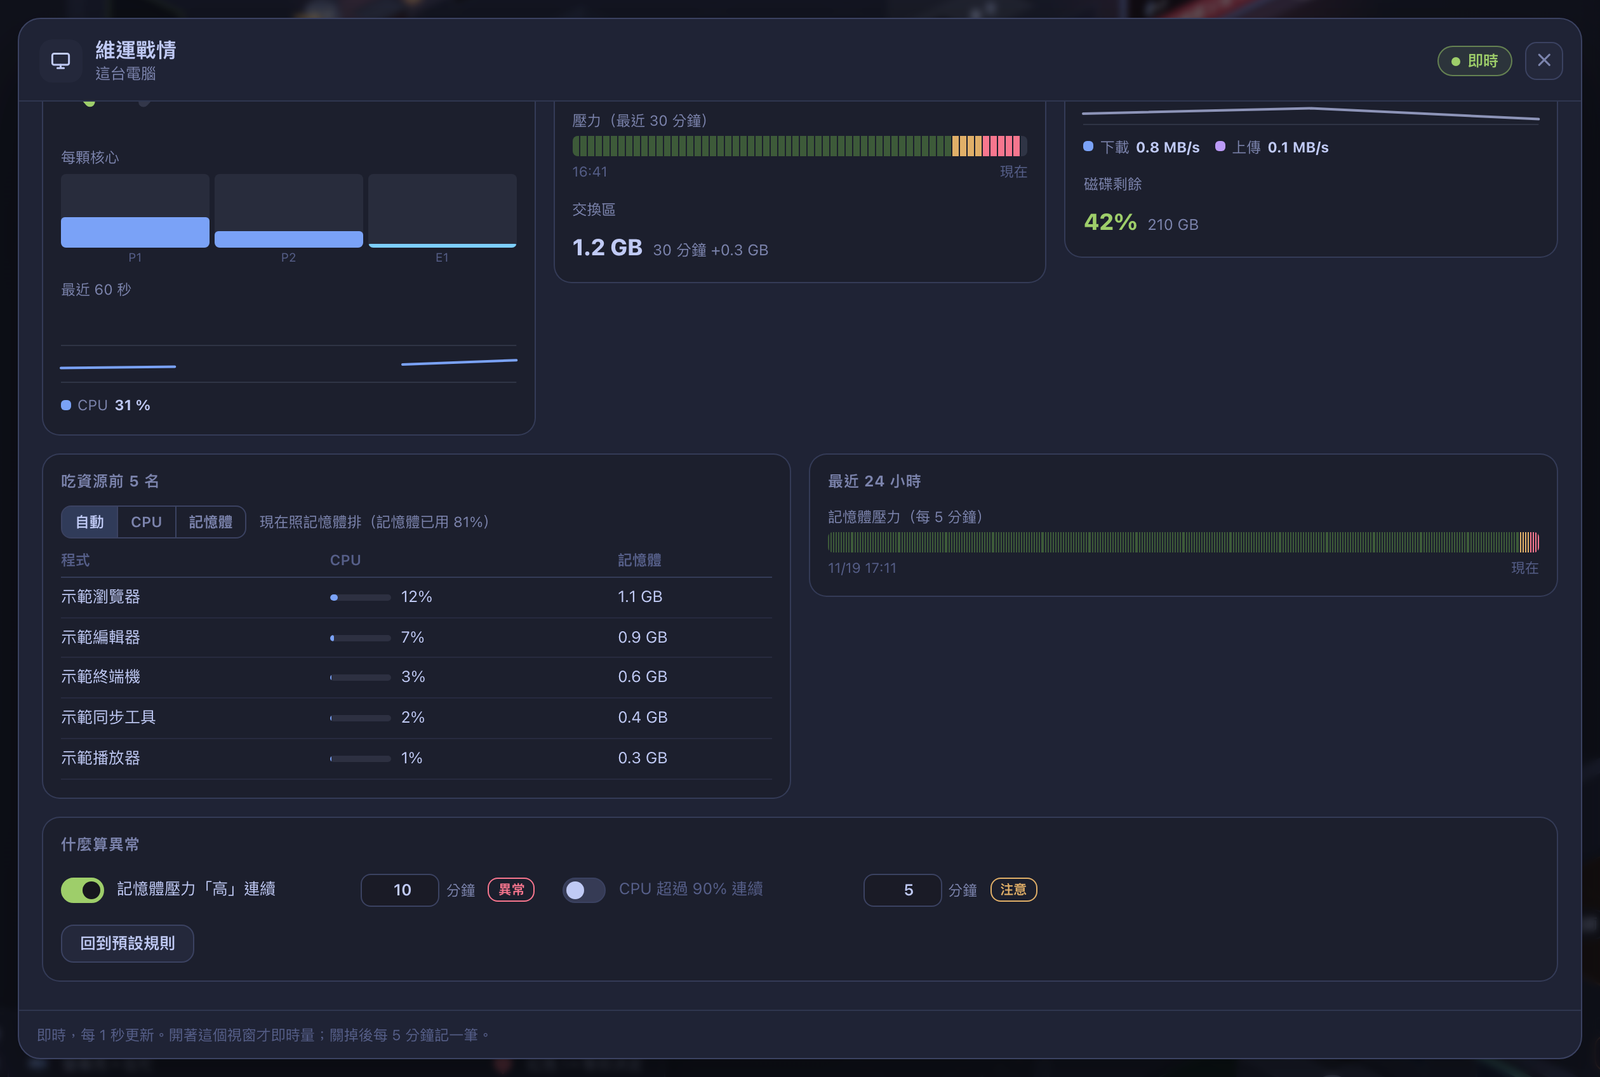 維運戰情
這台電腦
即時
每顆核心
P1 P2 E1
最近 60 秒
CPU 31 %
壓力（最近 30 分鐘）
16:41 現在
交換區
1.2 GB 30 分鐘 +0.3 GB
下載 0.8 MB/s 上傳 0.1 MB/s
磁碟剩餘
42% 210 GB
吃資源前 5 名
自動 CPU 記憶體 現在照記憶體排（記憶體已用 81%）
程式 CPU 記憶體
示範瀏覽器 12% 1.1 GB
示範編輯器 7% 0.9 GB
示範終端機 3% 0.6 GB
示範同步工具 2% 0.4 GB
示範播放器 1% 0.3 GB
最近 24 小時
記憶體壓力（每 5 分鐘）
11/19 17:11 現在
什麼算異常
記憶體壓力「高」連續 10 分鐘 異常 CPU 超過 90% 連續 5 分鐘 注意
回到預設規則
即時，每 1 秒更新。開著這個視窗才即時量；關掉後每 5 分鐘記一筆。